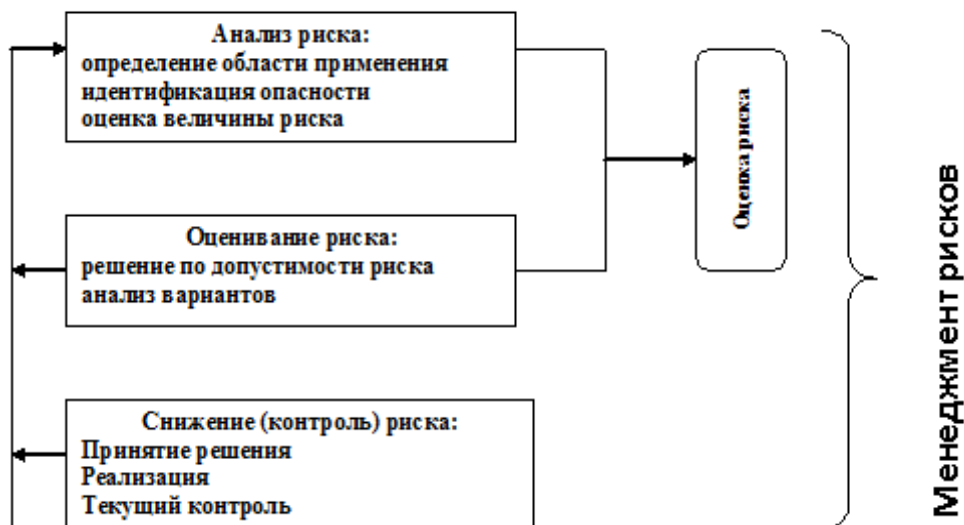 Анализ риска:
определение области применения
идентификация опасности
оценка величины риска
Оценка риска
Оценивание риска:
решение по допустимости риска
анализ вариантов
Снижение (контроль) риска:
Принятие решения
Реализация
Текущий контроль
Менеджмент рисков